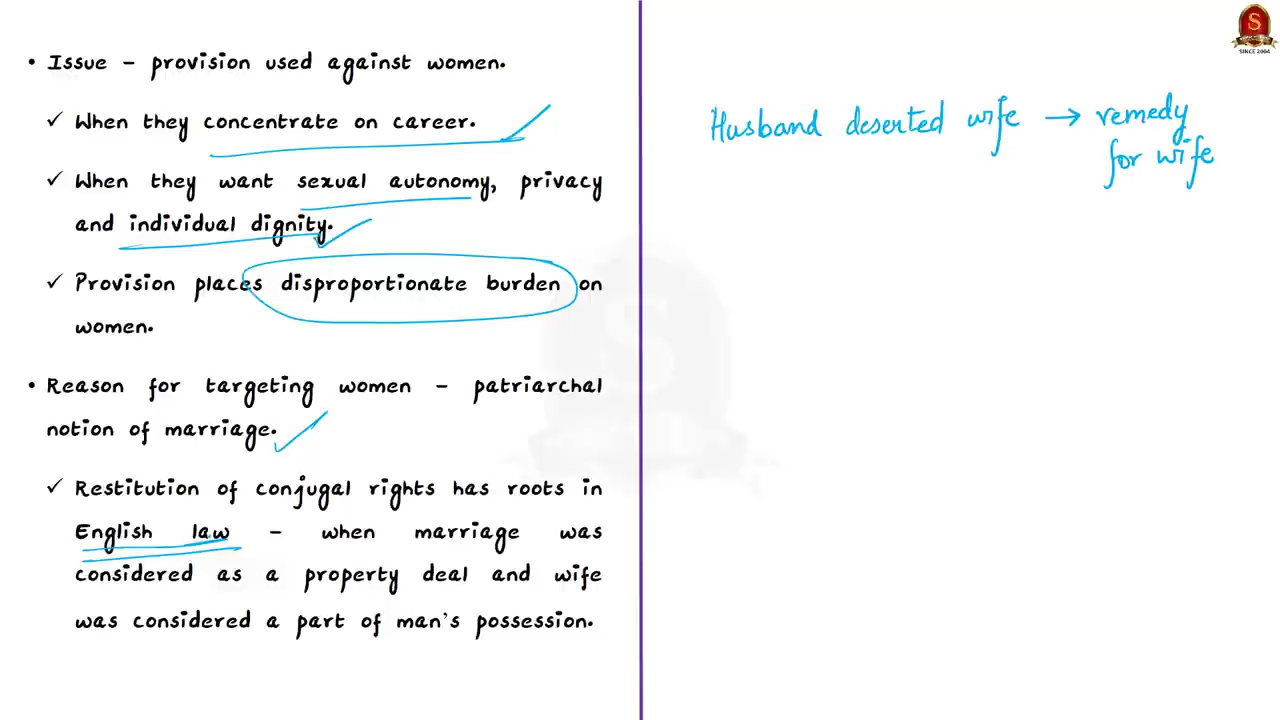 • Issue – provision used against women.
✓ When they concentrate on career.
✓ When they want sexual autonomy, privacy
and individual dignity.
✓ Provision places disproportionate burden on
women.
• Reason for targeting women – patriarchal
notion of marriage.
✓ Restitution of conjugal rights has roots in
English law – when marriage was
considered as a property deal and wife
was considered a part of man's possession.
Husband deserted wife → remedy
for wife
S
SINCE 2004